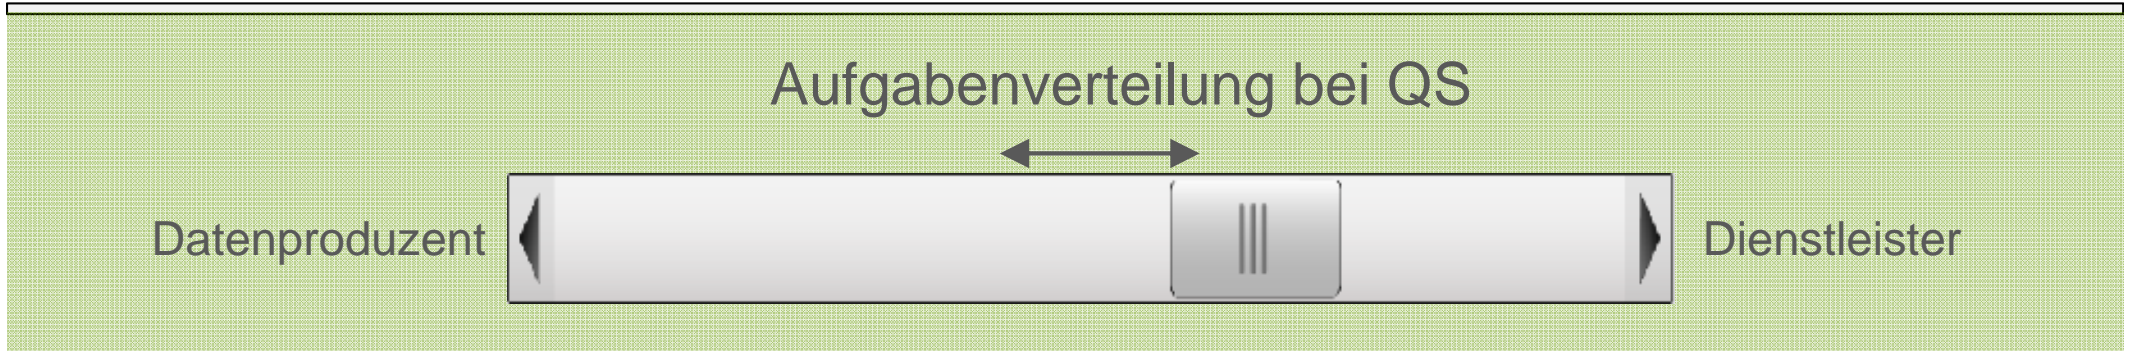 Aufgabenverteilung bei QS
Datenproduzent
Dienstleister